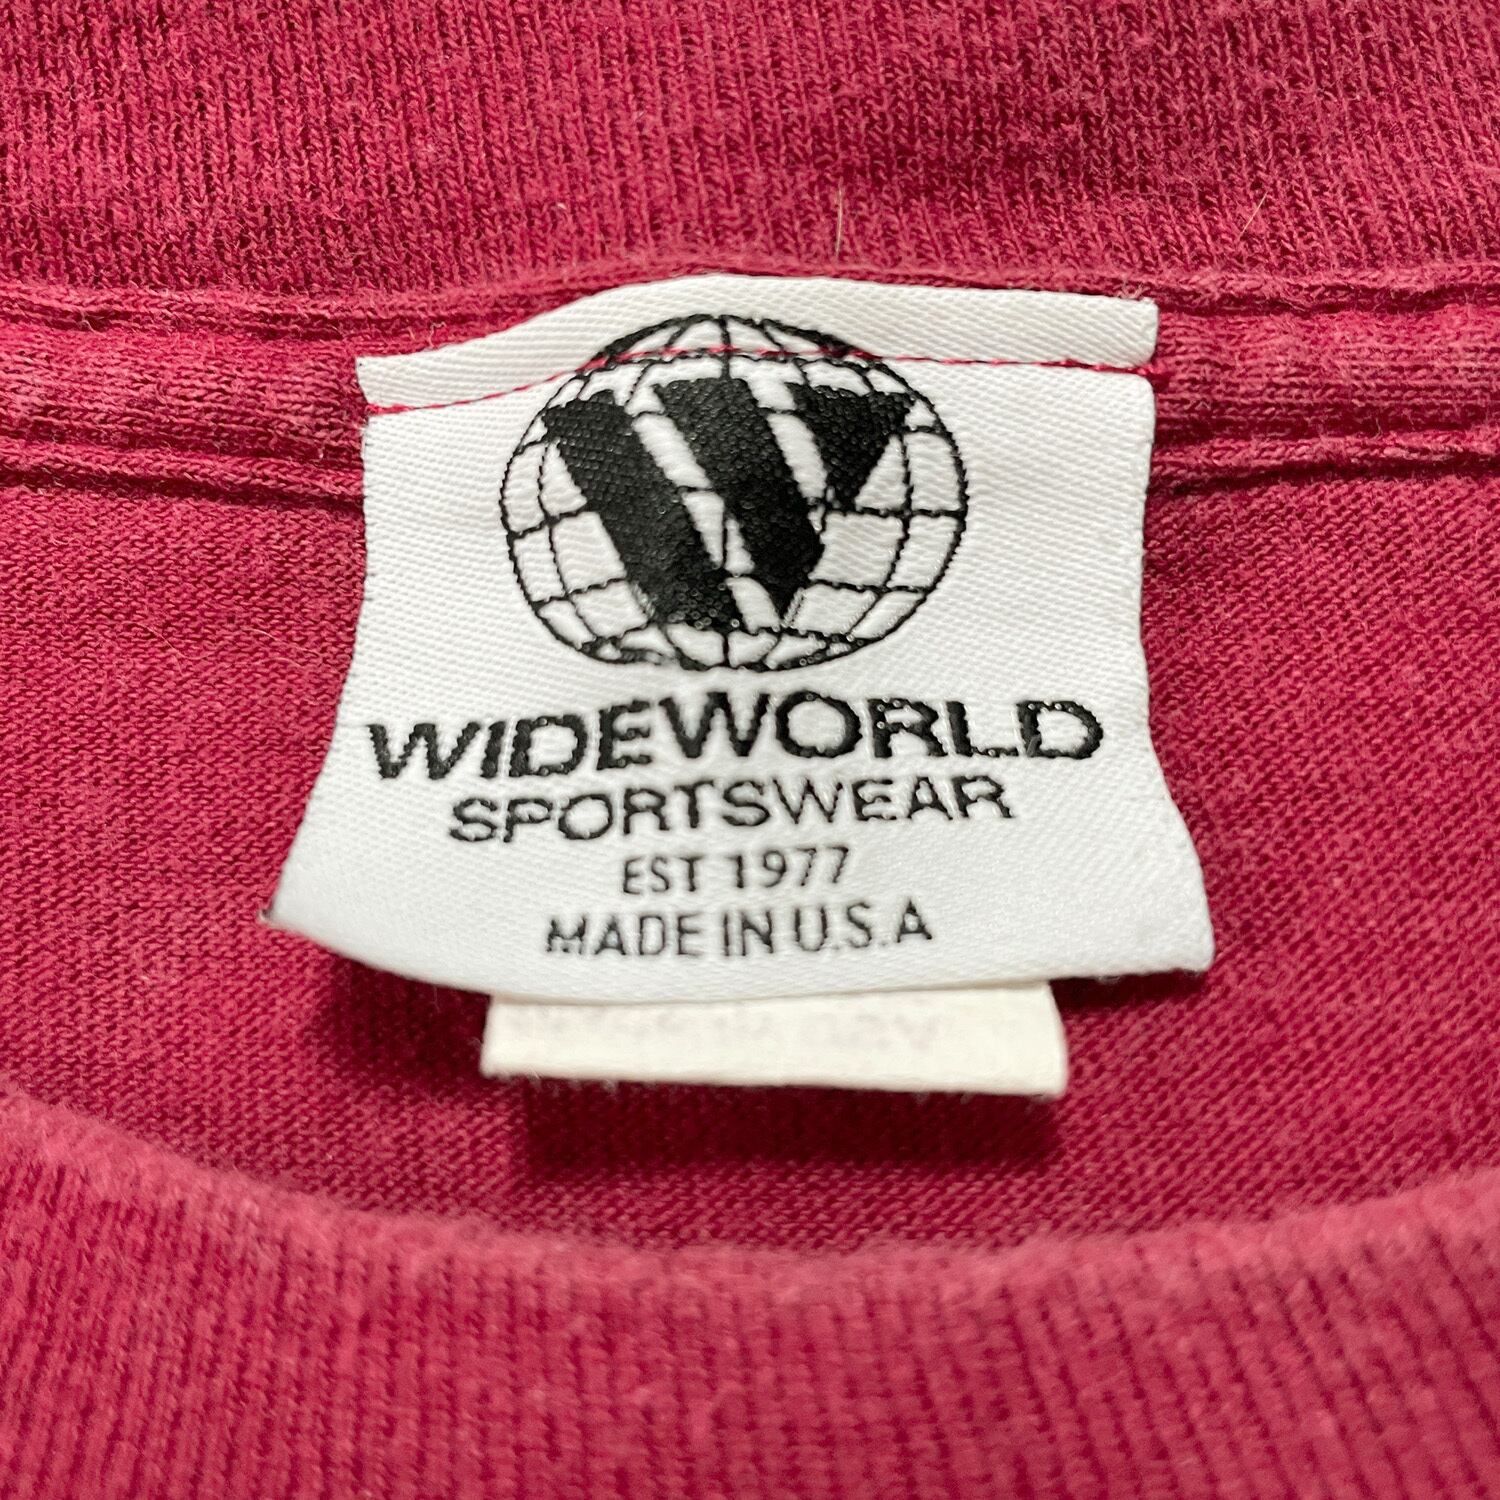 W
WIDEWORLD
SPORTSWEAR
EST 1977
MADE IN U.S.A